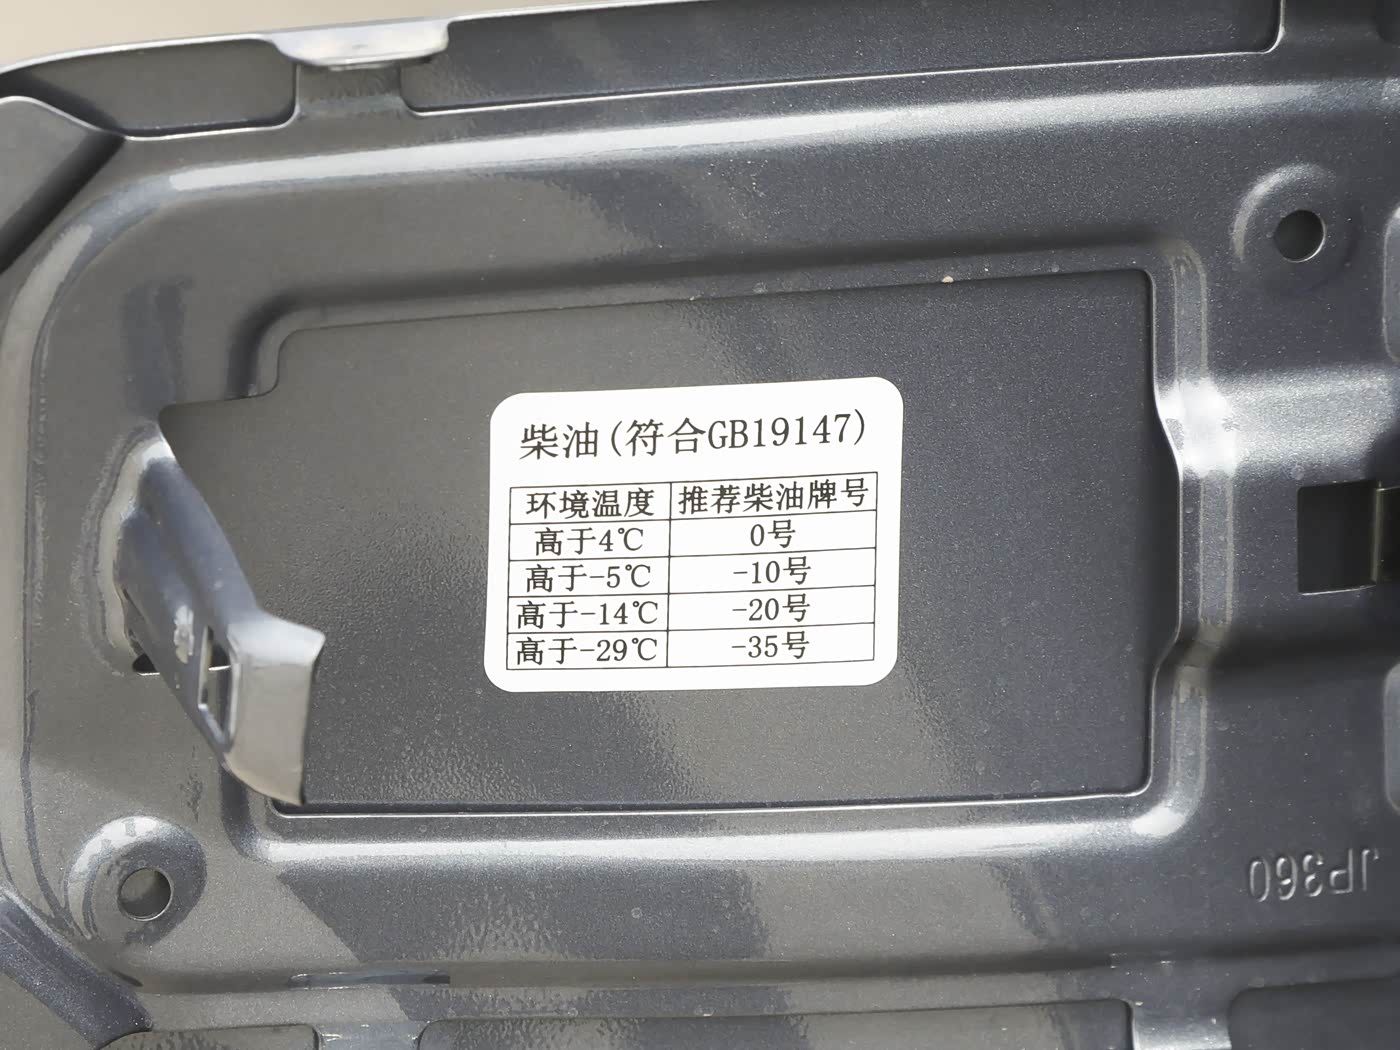 柴油(符合GB19147)
环境温度 推荐柴油牌号
高于4℃ 0号
高于-5℃ -10号
高于-14℃ -20号
高于-29℃ -35号
JP360